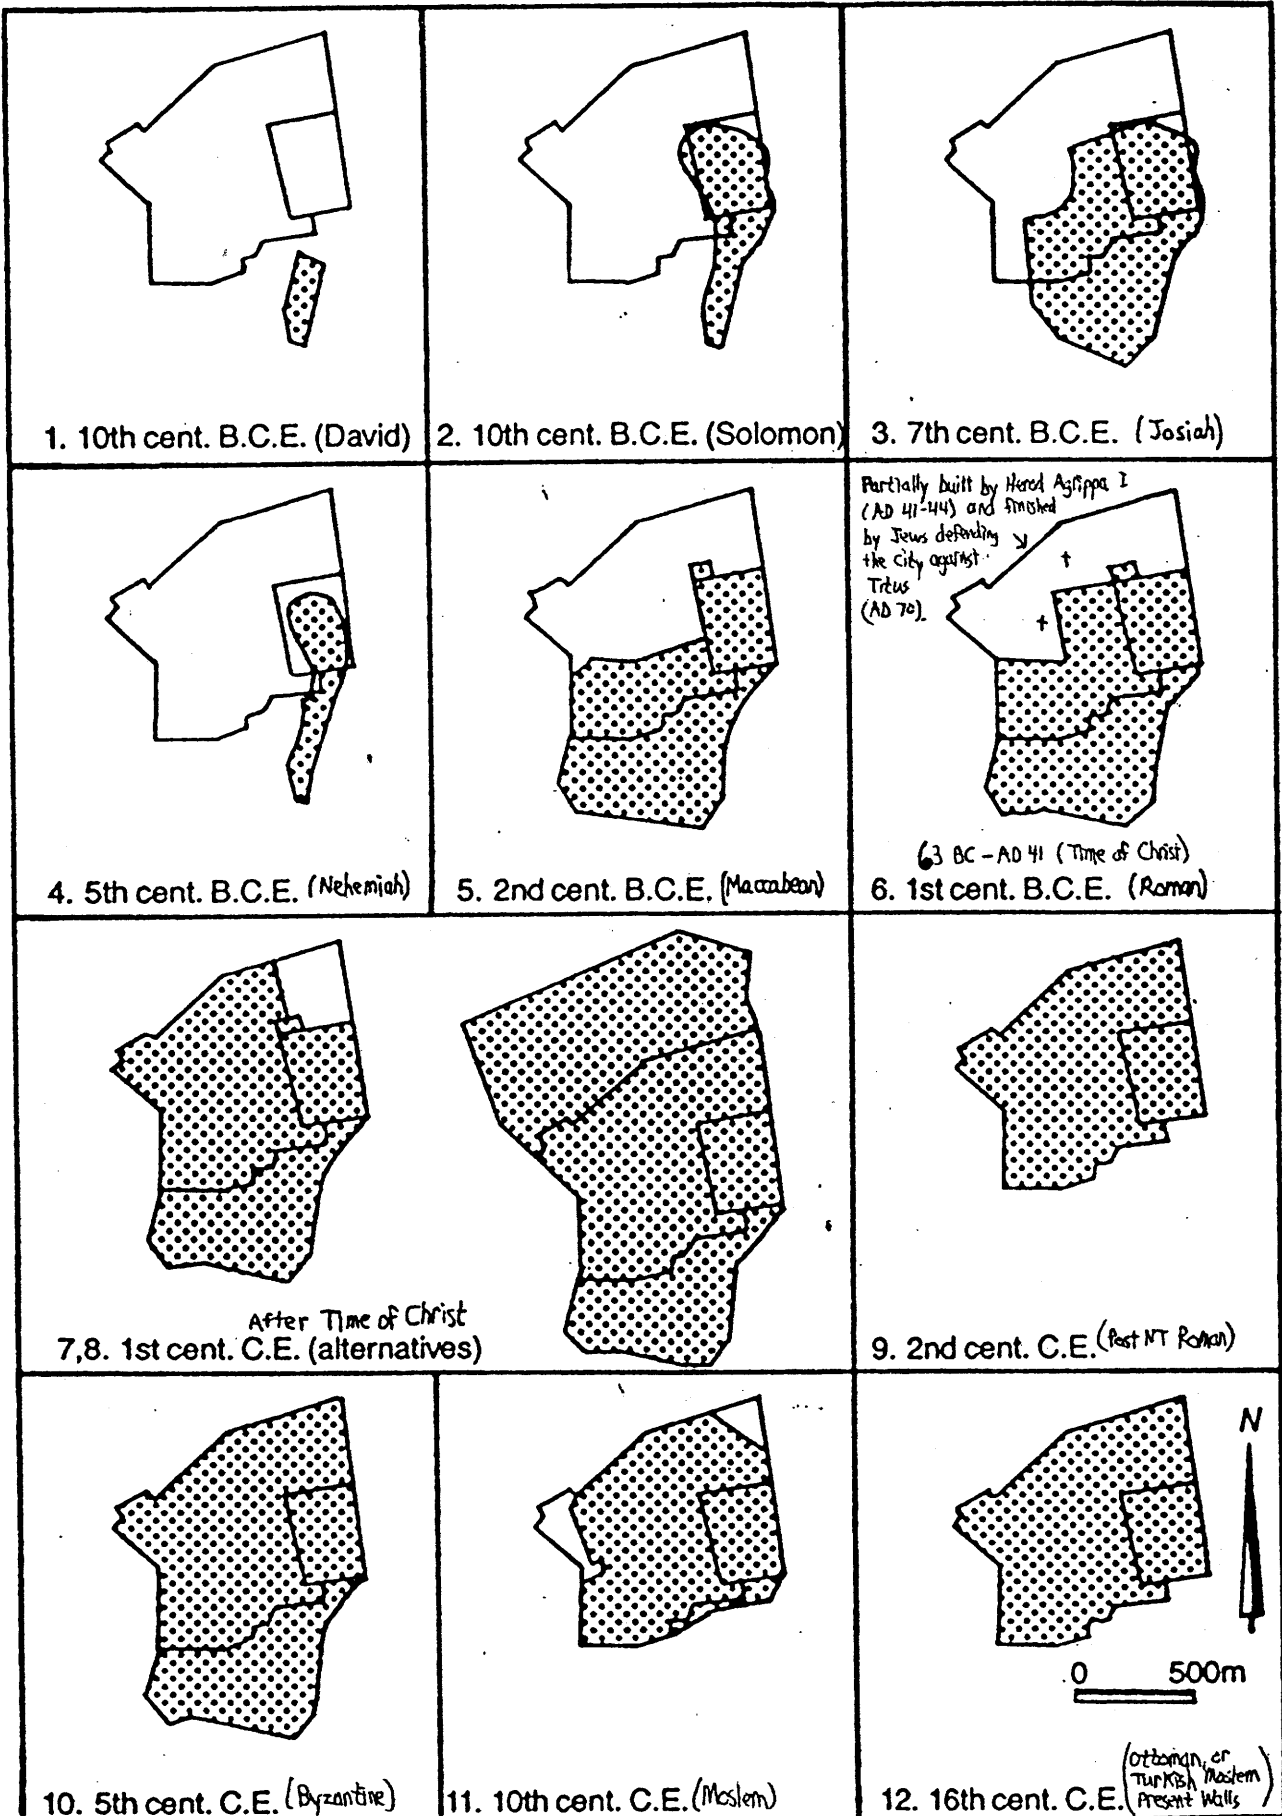 1. 10th cent. B.C.E. (David)
2. 10th cent. B.C.E. (Solomon)
3. 7th cent. B.C.E. (Josiah)
4. 5th cent. B.C.E. (Nehemiah)
5. 2nd cent. B.C.E. (Maccabean)
Partially built by Herod Agrippa I
(AD 41-44) and finished
by Jews defending
the city against
Titus
(AD 70).
63 BC - AD 41 (Time of Christ)
6. 1st cent. B.C.E. (Roman)
After Time of Christ
7,8. 1st cent. C.E. (alternatives)
9. 2nd cent. C.E. (Post NT Roman)
10. 5th cent. C.E. (Byzantine)
11. 10th cent. C.E. (Moslem)
N
0 500m
12. 16th cent. C.E. (Ottoman, or
Turkish Moslem
Present Walls)